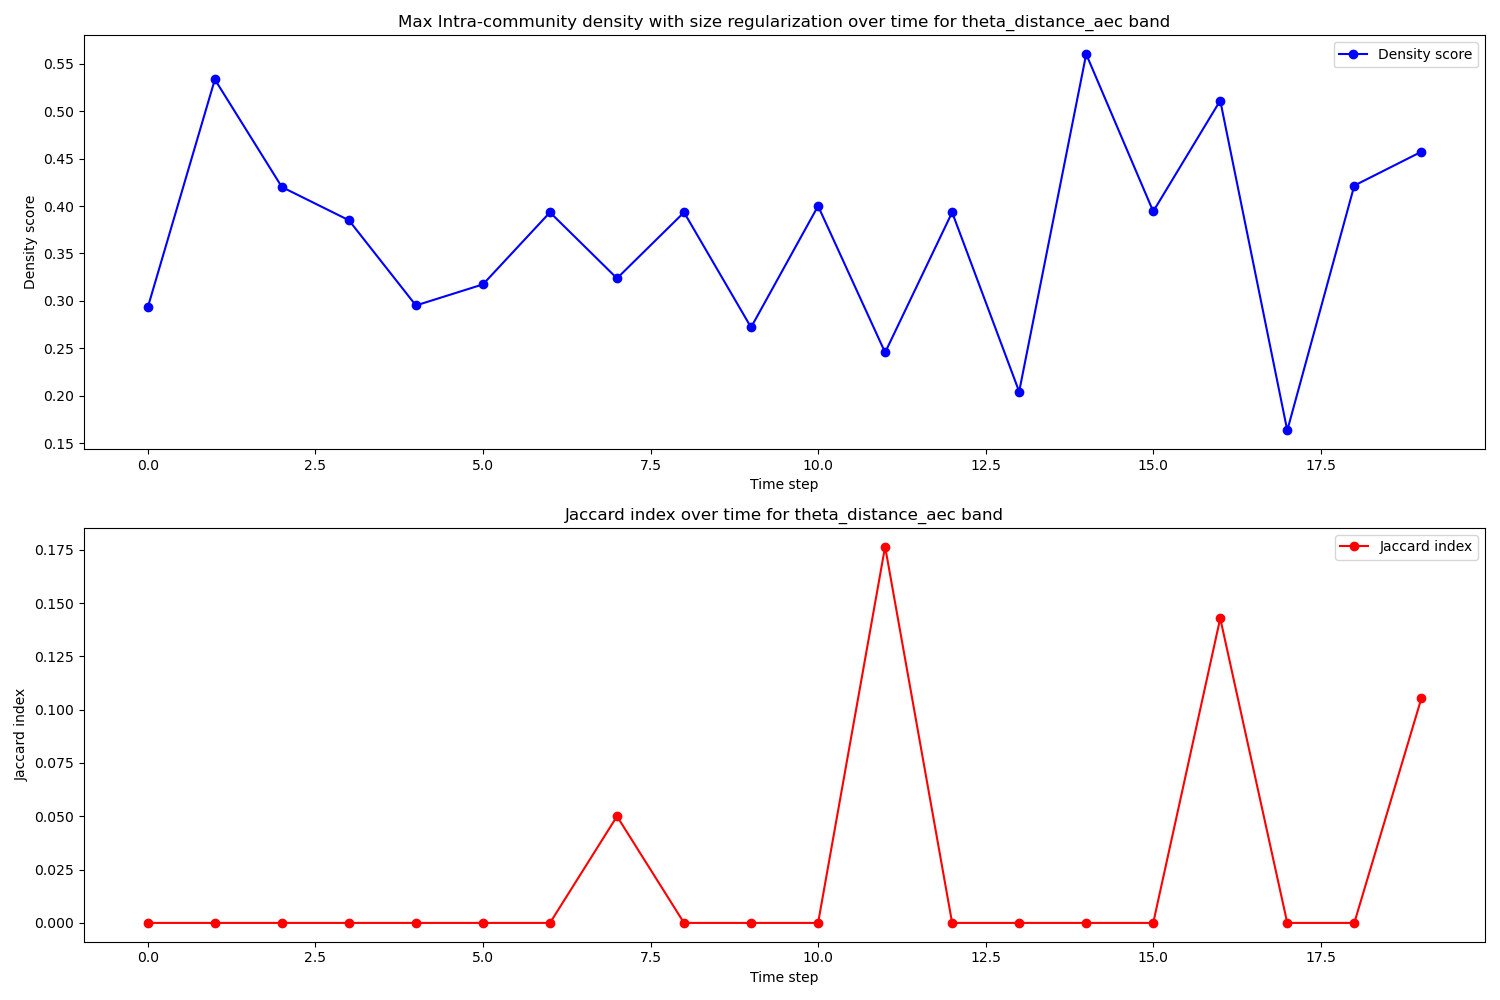 Max Intra-community density with size regularization over time for theta_distance_aec band
Density score
0.55
0.50
0.45
0.40
0.35
0.30
0.25
0.20
0.15
Density score
0.0 2.5 5.0 7.5 10.0 12.5 15.0 17.5
Time step
Jaccard index over time for theta_distance_aec band
Jaccard index
0.175
0.150
0.125
0.100
0.075
0.050
0.025
0.000
Jaccard index
0.0 2.5 5.0 7.5 10.0 12.5 15.0 17.5
Time step